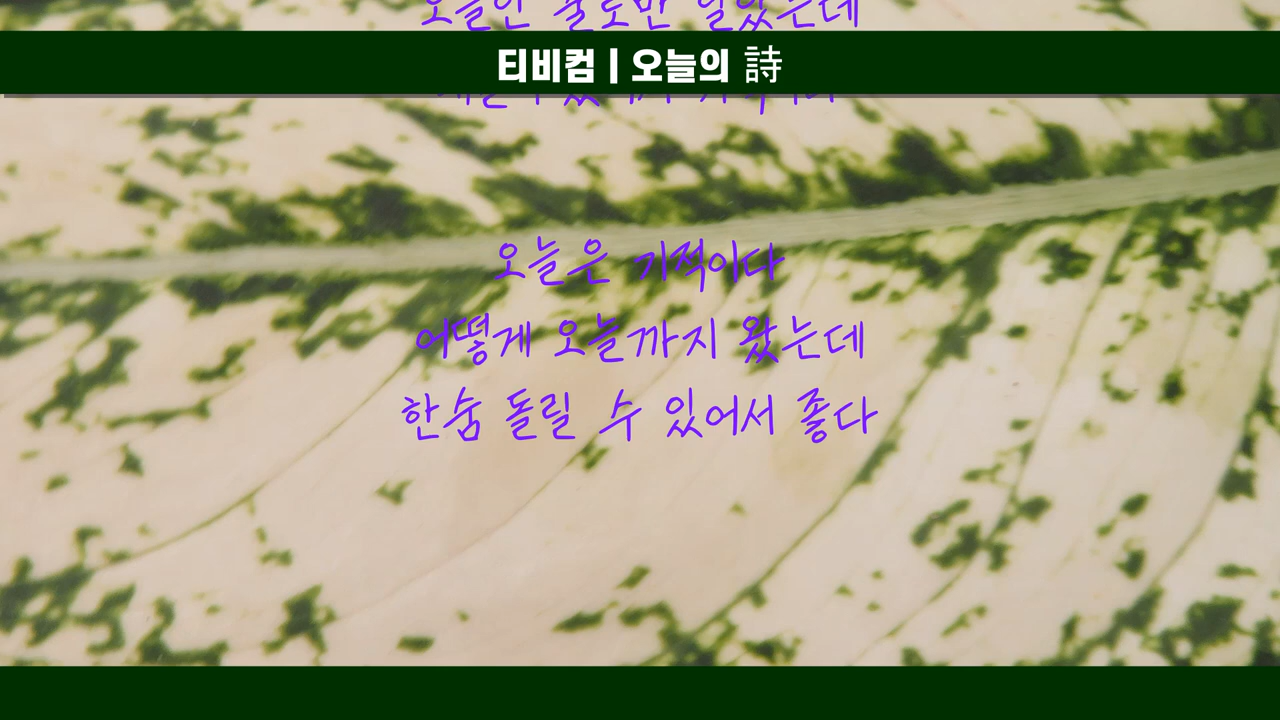 티비컴 | 오늘의 詩
오늘은 기적이다
어떻게 오늘까지 왔는데
한숨 돌릴 수 있어서 좋다